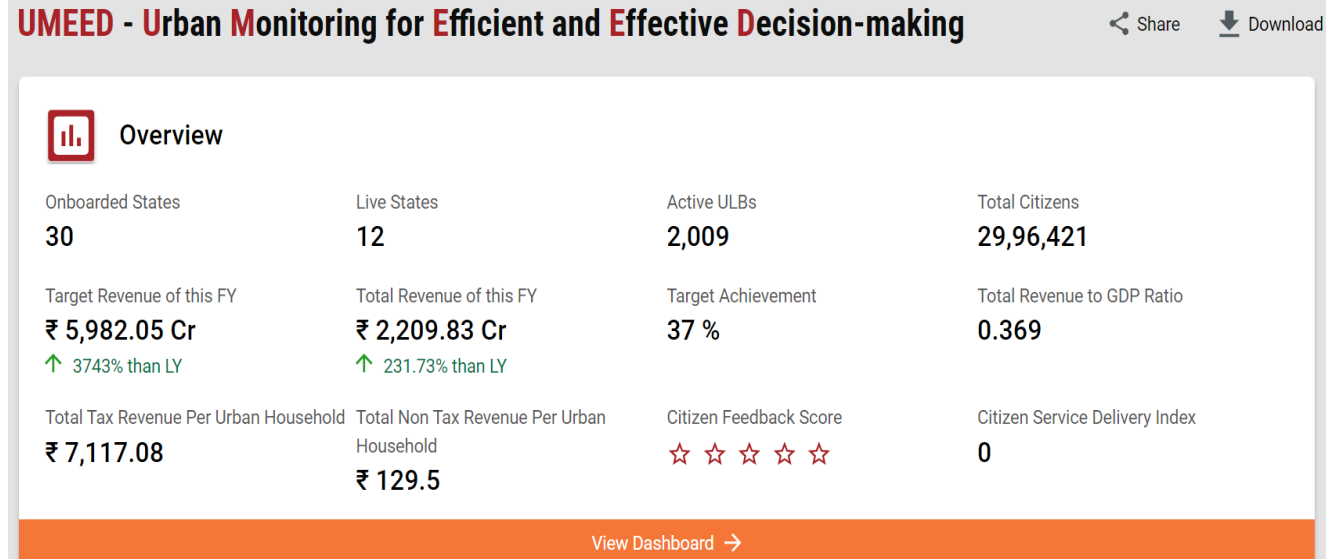 UMEED - Urban Monitoring for Efficient and Effective Decision-making
Share
Download
Overview
Onboarded States
30
Live States
12
Active ULBs
2,009
Total Citizens
29,96,421
Target Revenue of this FY
₹ 5,982.05 Cr
↑ 3743% than LY
Total Revenue of this FY
₹ 2,209.83 Cr
↑ 231.73% than LY
Target Achievement
37 %
Total Revenue to GDP Ratio
0.369
Total Tax Revenue Per Urban Household
₹ 7,117.08
Total Non Tax Revenue Per Urban
Household
₹ 129.5
Citizen Feedback Score
Citizen Service Delivery Index
0
View Dashboard →